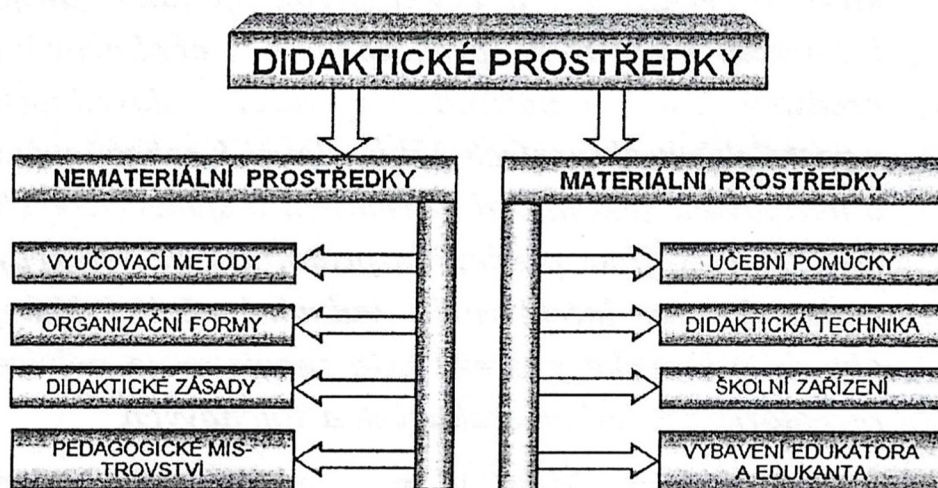 DIDAKTICKÉ PROSTŘEDKY
NEMATERIÁLNÍ PROSTŘEDKY
VYUČOVACÍ METODY
ORGANIZAČNÍ FORMY
DIDAKTICKÉ ZÁSADY
PEDAGOGICKÉ MIS-
TROVSTVÍ
MATERIÁLNÍ PROSTŘEDKY
UČEBNÍ POMŮCKY
DIDAKTICKÁ TECHNIKA
ŠKOLNÍ ZAŘÍZENÍ
VYBAVENÍ EDUKÁTORA
A EDUKANTA